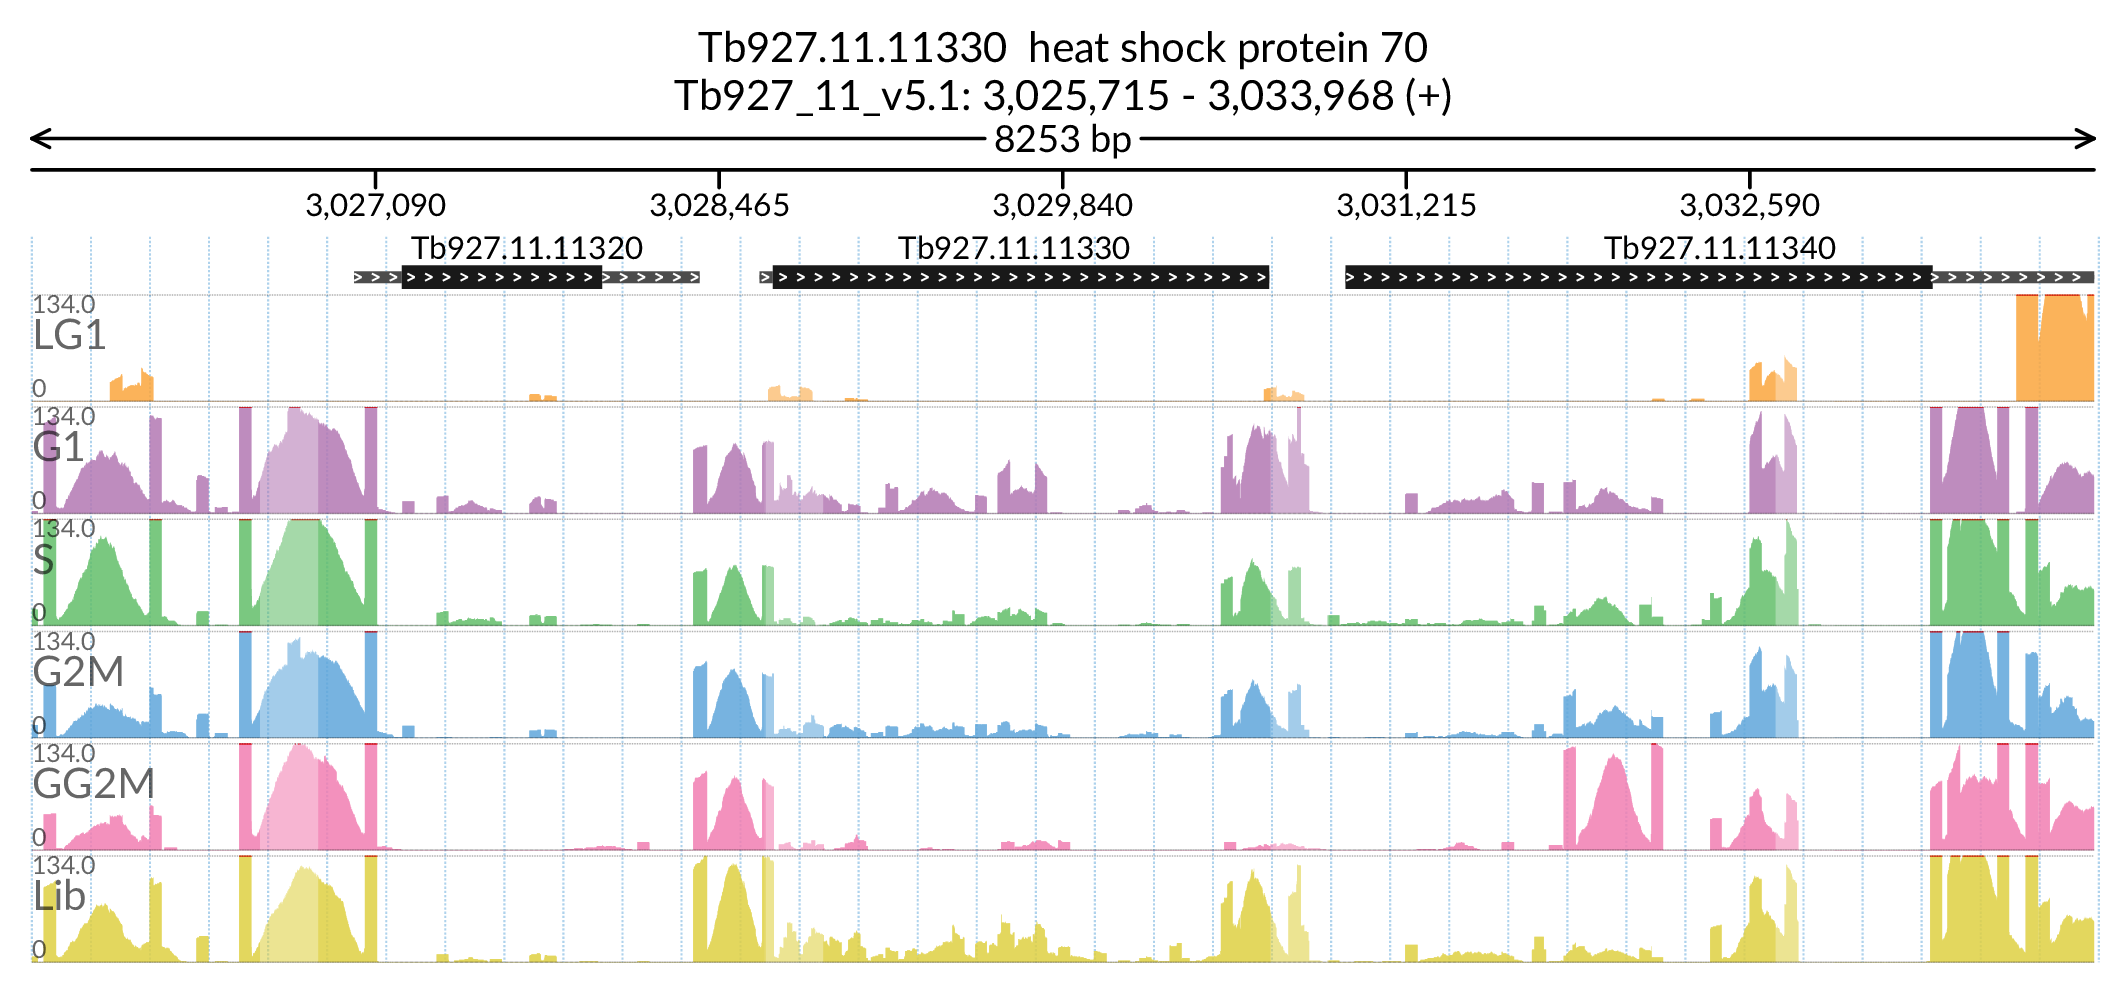 Tb927.11.11330 heat shock protein 70
Tb927_11_v5.1: 3,025,715 - 3,033,968 (+)
8253 bp
3,027,090 3,028,465 3,029,840 3,031,215 3,032,590
Tb927.11.11320 Tb927.11.11330 Tb927.11.11340
134.0
LG1
0
134.0
G1
0
134.0
S
0
134.0
G2M
0
134.0
GG2M
0
134.0
Lib
0